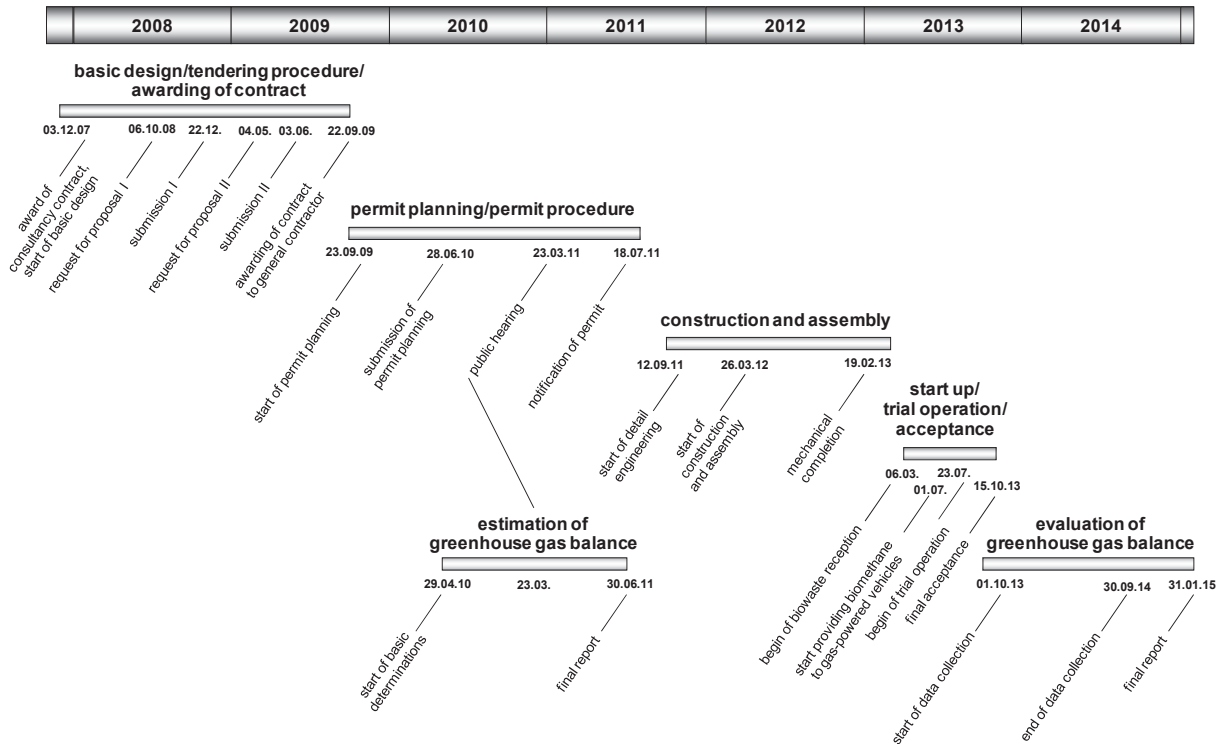 2008 2009 2010 2011 2012 2013 2014
basic design/tendering procedure/
awarding of contract
03.12.07 06.10.08 22.12. 04.05. 03.06. 22.09.09
award of
consultancy contract,
start of basic design
request for proposal I
submission I
request for proposal II
submission II
awarding of contract
to general contractor
permit planning/permit procedure
23.09.09 28.06.10 23.03.11 18.07.11
start of permit planning
submission of
permit planning
public hearing
notification of permit
construction and assembly
12.09.11 26.03.12 19.02.13
start of detail
engineering
start of
construction
and assembly
mechanical
completion
start up/
trial operation/
acceptance
06.03. 01.07. 23.07. 15.10.13
begin of biowaste reception
start providing biomethane
to gas-powered vehicles
begin of trial operation
final acceptance
estimation of
greenhouse gas balance
29.04.10 23.03. 30.06.11
start of basic
determinations
final report
evaluation of
greenhouse gas balance
01.10.13 30.09.14 31.01.15
start of data collection
end of data collection
final report